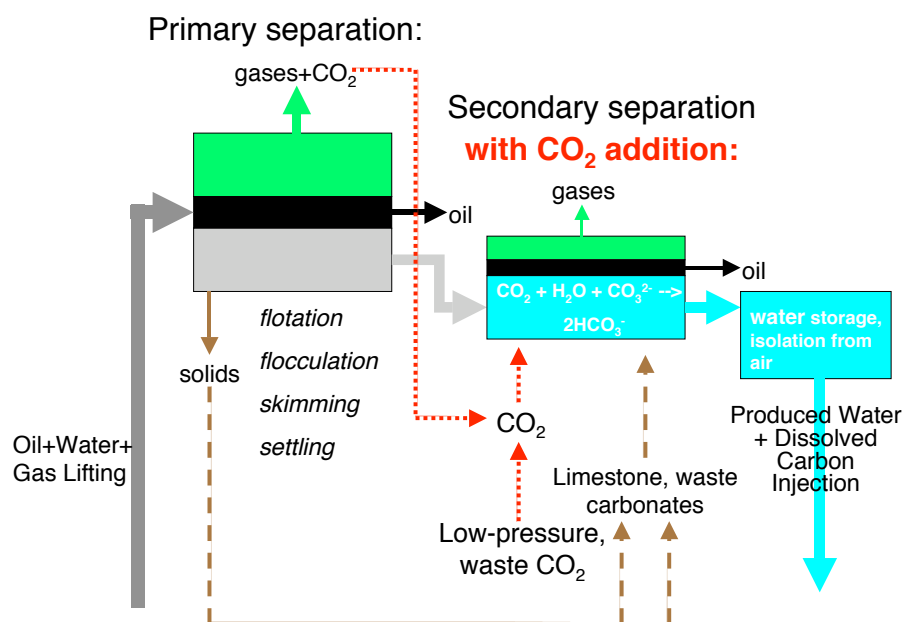 Primary separation:
gases+CO₂
Secondary separation
with CO₂ addition:
gases
oil
oil
CO₂ + H₂O + CO₃²⁻ -->
2HCO₃⁻
water storage,
isolation from
air
flotation
flocculation
skimming
settling
solids
CO₂
Oil+Water+
Gas Lifting
Limestone, waste
carbonates
Low-pressure,
waste CO₂
Produced Water
+ Dissolved
Carbon
Injection